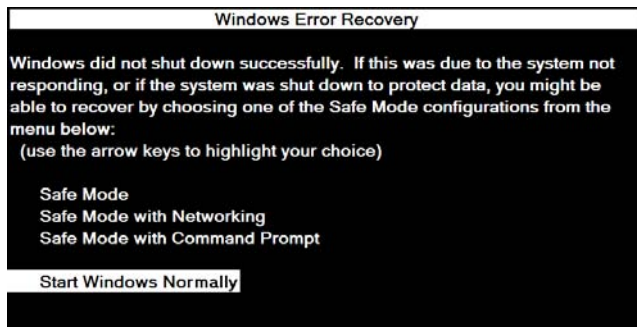 Windows Error Recovery
Windows did not shut down successfully. If this was due to the system not
responding, or if the system was shut down to protect data, you might be
able to recover by choosing one of the Safe Mode configurations from the
menu below:
(use the arrow keys to highlight your choice)
Safe Mode
Safe Mode with Networking
Safe Mode with Command Prompt
Start Windows Normally